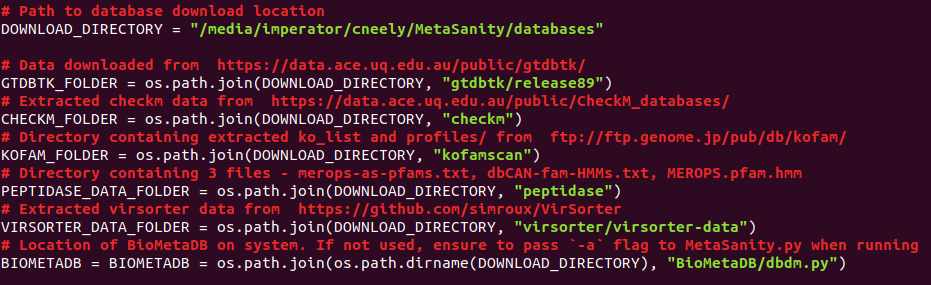 # Path to database download location
DOWNLOAD_DIRECTORY = "/media/imperator/cneely/MetaSanity/databases"
# Data downloaded from  https://data.ace.uq.edu.au/public/gtdbtk/
GTDBTK_FOLDER = os.path.join(DOWNLOAD_DIRECTORY, "gtdbtk/release89")
# Extracted checkm data from  https://data.ace.uq.edu.au/public/CheckM_databases/
CHECKM_FOLDER = os.path.join(DOWNLOAD_DIRECTORY, "checkm")
# Directory containing extracted ko_list and profiles/ from  ftp://ftp.genome.jp/pub/db/kofam/
KOFAM_FOLDER = os.path.join(DOWNLOAD_DIRECTORY, "kofamscan")
# Directory containing 3 files - merops-as-pfams.txt, dbCAN-fam-HMMs.txt, MEROPS.pfam.hmm
PEPTIDASE_DATA_FOLDER = os.path.join(DOWNLOAD_DIRECTORY, "peptidase")
# Extracted virsorter data from  https://github.com/simroux/VirSorter
VIRSORTER_DATA_FOLDER = os.path.join(DOWNLOAD_DIRECTORY, "virsorter/virsorter-data")
# Location of BioMetaDB on system. If not used, ensure to pass `-a` flag to MetaSanity.py when running
BIOMETADB = BIOMETADB = os.path.join(os.path.dirname(DOWNLOAD_DIRECTORY), "BioMetaDB/dbdm.py")